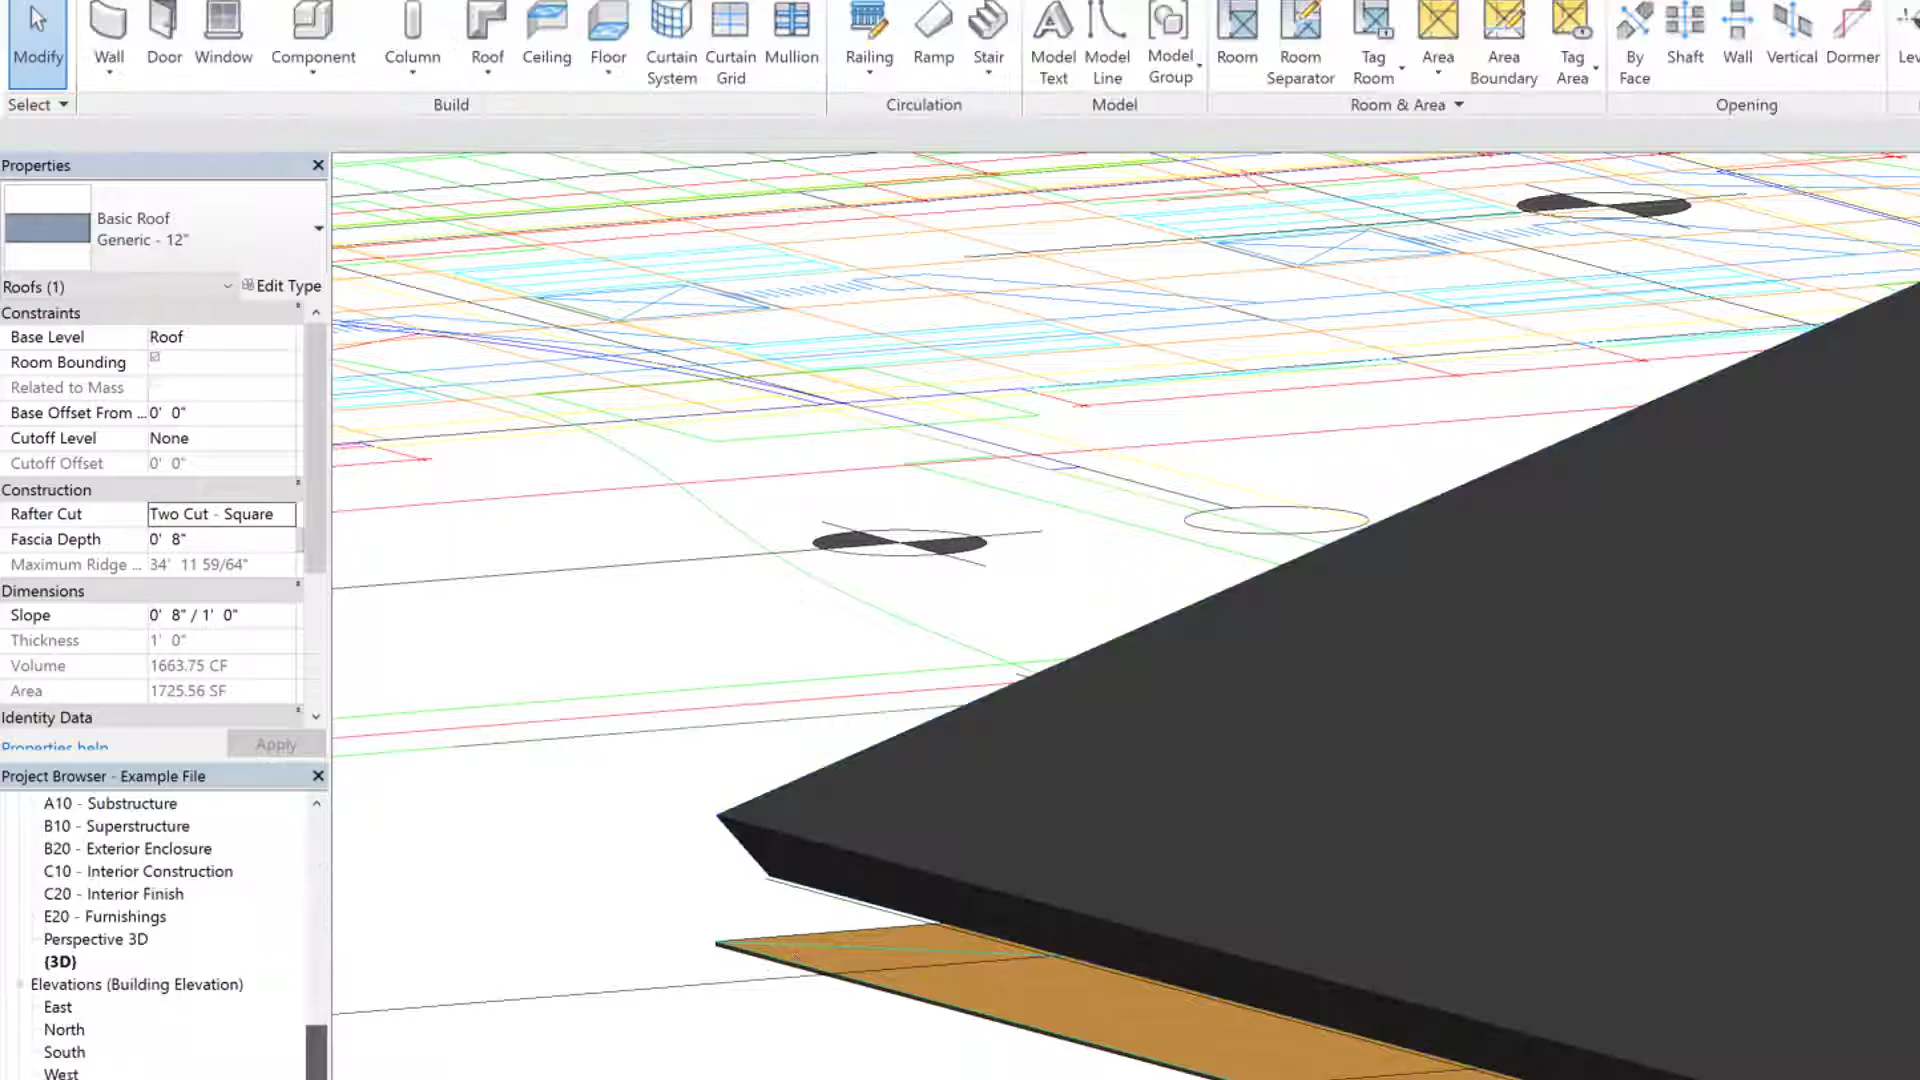 Modify
Wall
Door
Window
Component
Column
Roof
Ceiling
Floor
Curtain System
Curtain Grid
Mullion
Railing
Ramp
Stair
Model Text
Model Line
Model Group
Room
Room Separator
Tag Room
Area
Area Boundary
Tag Area
By Face
Shaft
Wall
Vertical
Dormer
Select
Build
Circulation
Model
Room & Area
Opening
Properties
Basic Roof
Generic - 12"
Roofs (1)
Edit Type
Constraints
Base Level Roof
Room Bounding
Related to Mass
Base Offset From ... 0' 0"
Cutoff Level None
Cutoff Offset 0' 0"
Construction
Rafter Cut Two Cut - Square
Fascia Depth 0' 8"
Maximum Ridge ... 34' 11 59/64"
Dimensions
Slope 0' 8" / 1' 0"
Thickness 1' 0"
Volume 1663.75 CF
Area 1725.56 SF
Identity Data
Properties help
Apply
Project Browser - Example File
A10 - Substructure
B10 - Superstructure
B20 - Exterior Enclosure
C10 - Interior Construction
C20 - Interior Finish
E20 - Furnishings
Perspective 3D
{3D}
Elevations (Building Elevation)
East
North
South
West